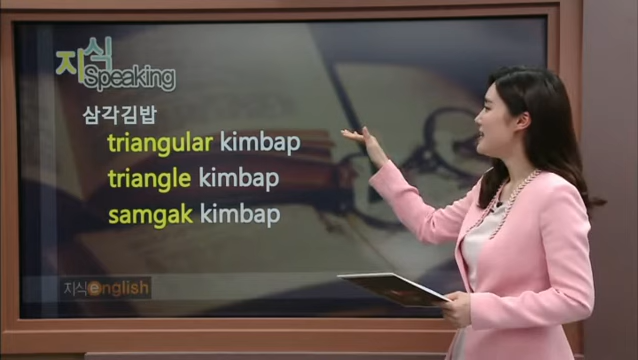 지식
Speaking
삼각김밥
triangular kimbap
triangle kimbap
samgak kimbap
지식english